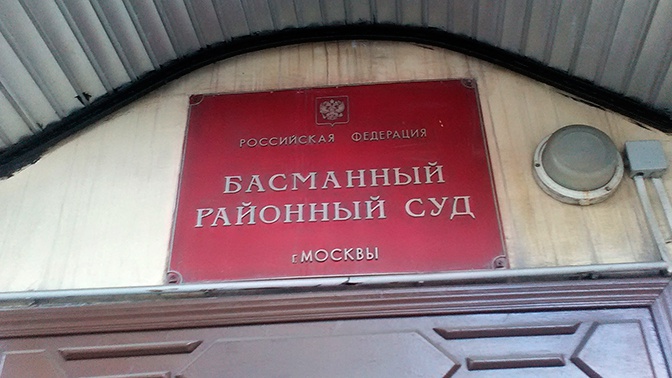 РОССИЙСКАЯ ФЕДЕРАЦИЯ
БАСМАННЫЙ
РАЙОННЫЙ СУД
г. МОСКВЫ